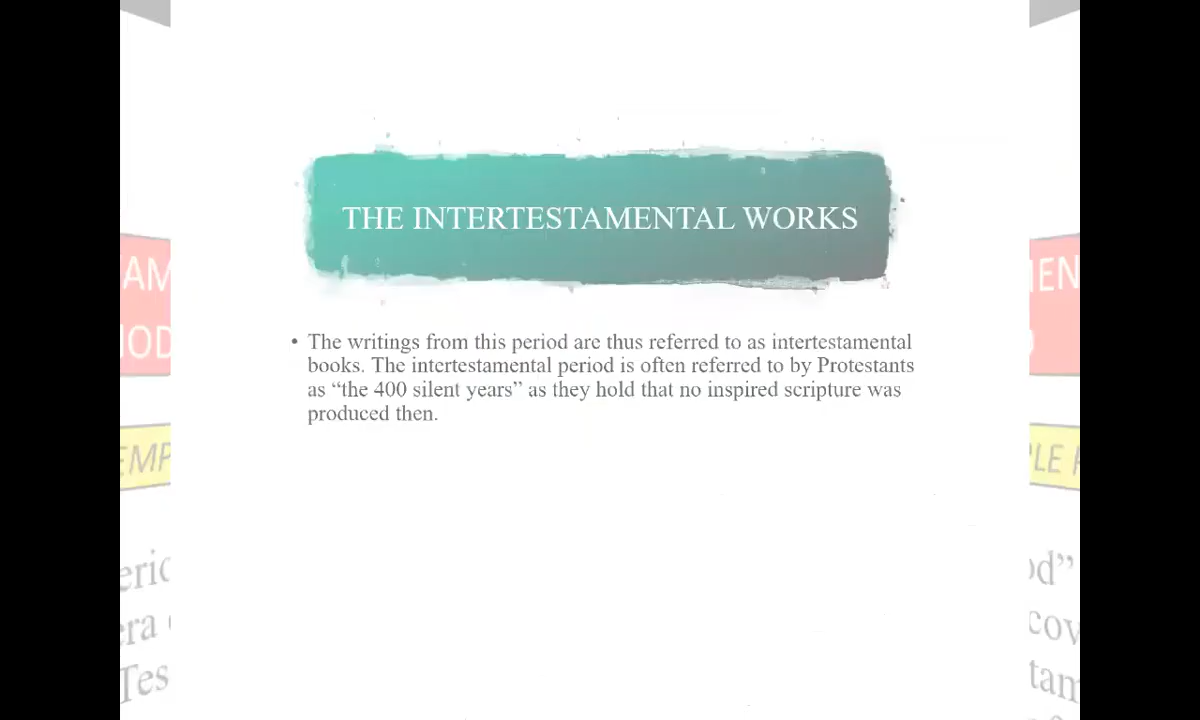 THE INTERTESTAMENTAL WORKS
• The writings from this period are thus referred to as intertestamental
books. The intertestamental period is often referred to by Protestants
as “the 400 silent years” as they hold that no inspired scripture was
produced then.